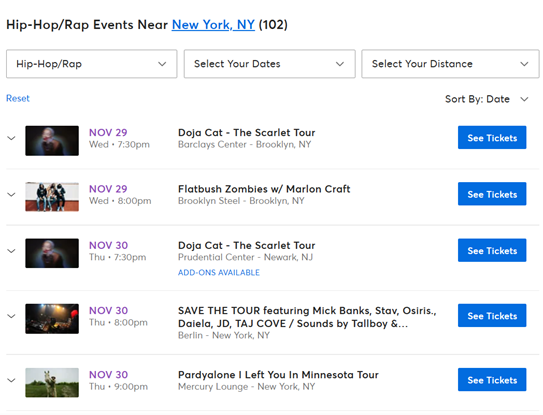 Hip-Hop/Rap Events Near New York, NY (102)
Hip-Hop/Rap
Select Your Dates
Select Your Distance
Reset
Sort By: Date
NOV 29
Wed • 7:30pm
Doja Cat - The Scarlet Tour
Barclays Center - Brooklyn, NY
See Tickets
NOV 29
Wed • 8:00pm
Flatbush Zombies w/ Marlon Craft
Brooklyn Steel - Brooklyn, NY
See Tickets
NOV 30
Thu • 7:30pm
Doja Cat - The Scarlet Tour
Prudential Center - Newark, NJ
ADD-ONS AVAILABLE
See Tickets
NOV 30
Thu • 8:00pm
SAVE THE TOUR featuring Mick Banks, Stav, Osiris.,
Daiela, JD, TAJ COVE / Sounds by Tallboy &...
Berlin - New York, NY
See Tickets
NOV 30
Thu • 9:00pm
Pardyalone I Left You In Minnesota Tour
Mercury Lounge - New York, NY
See Tickets